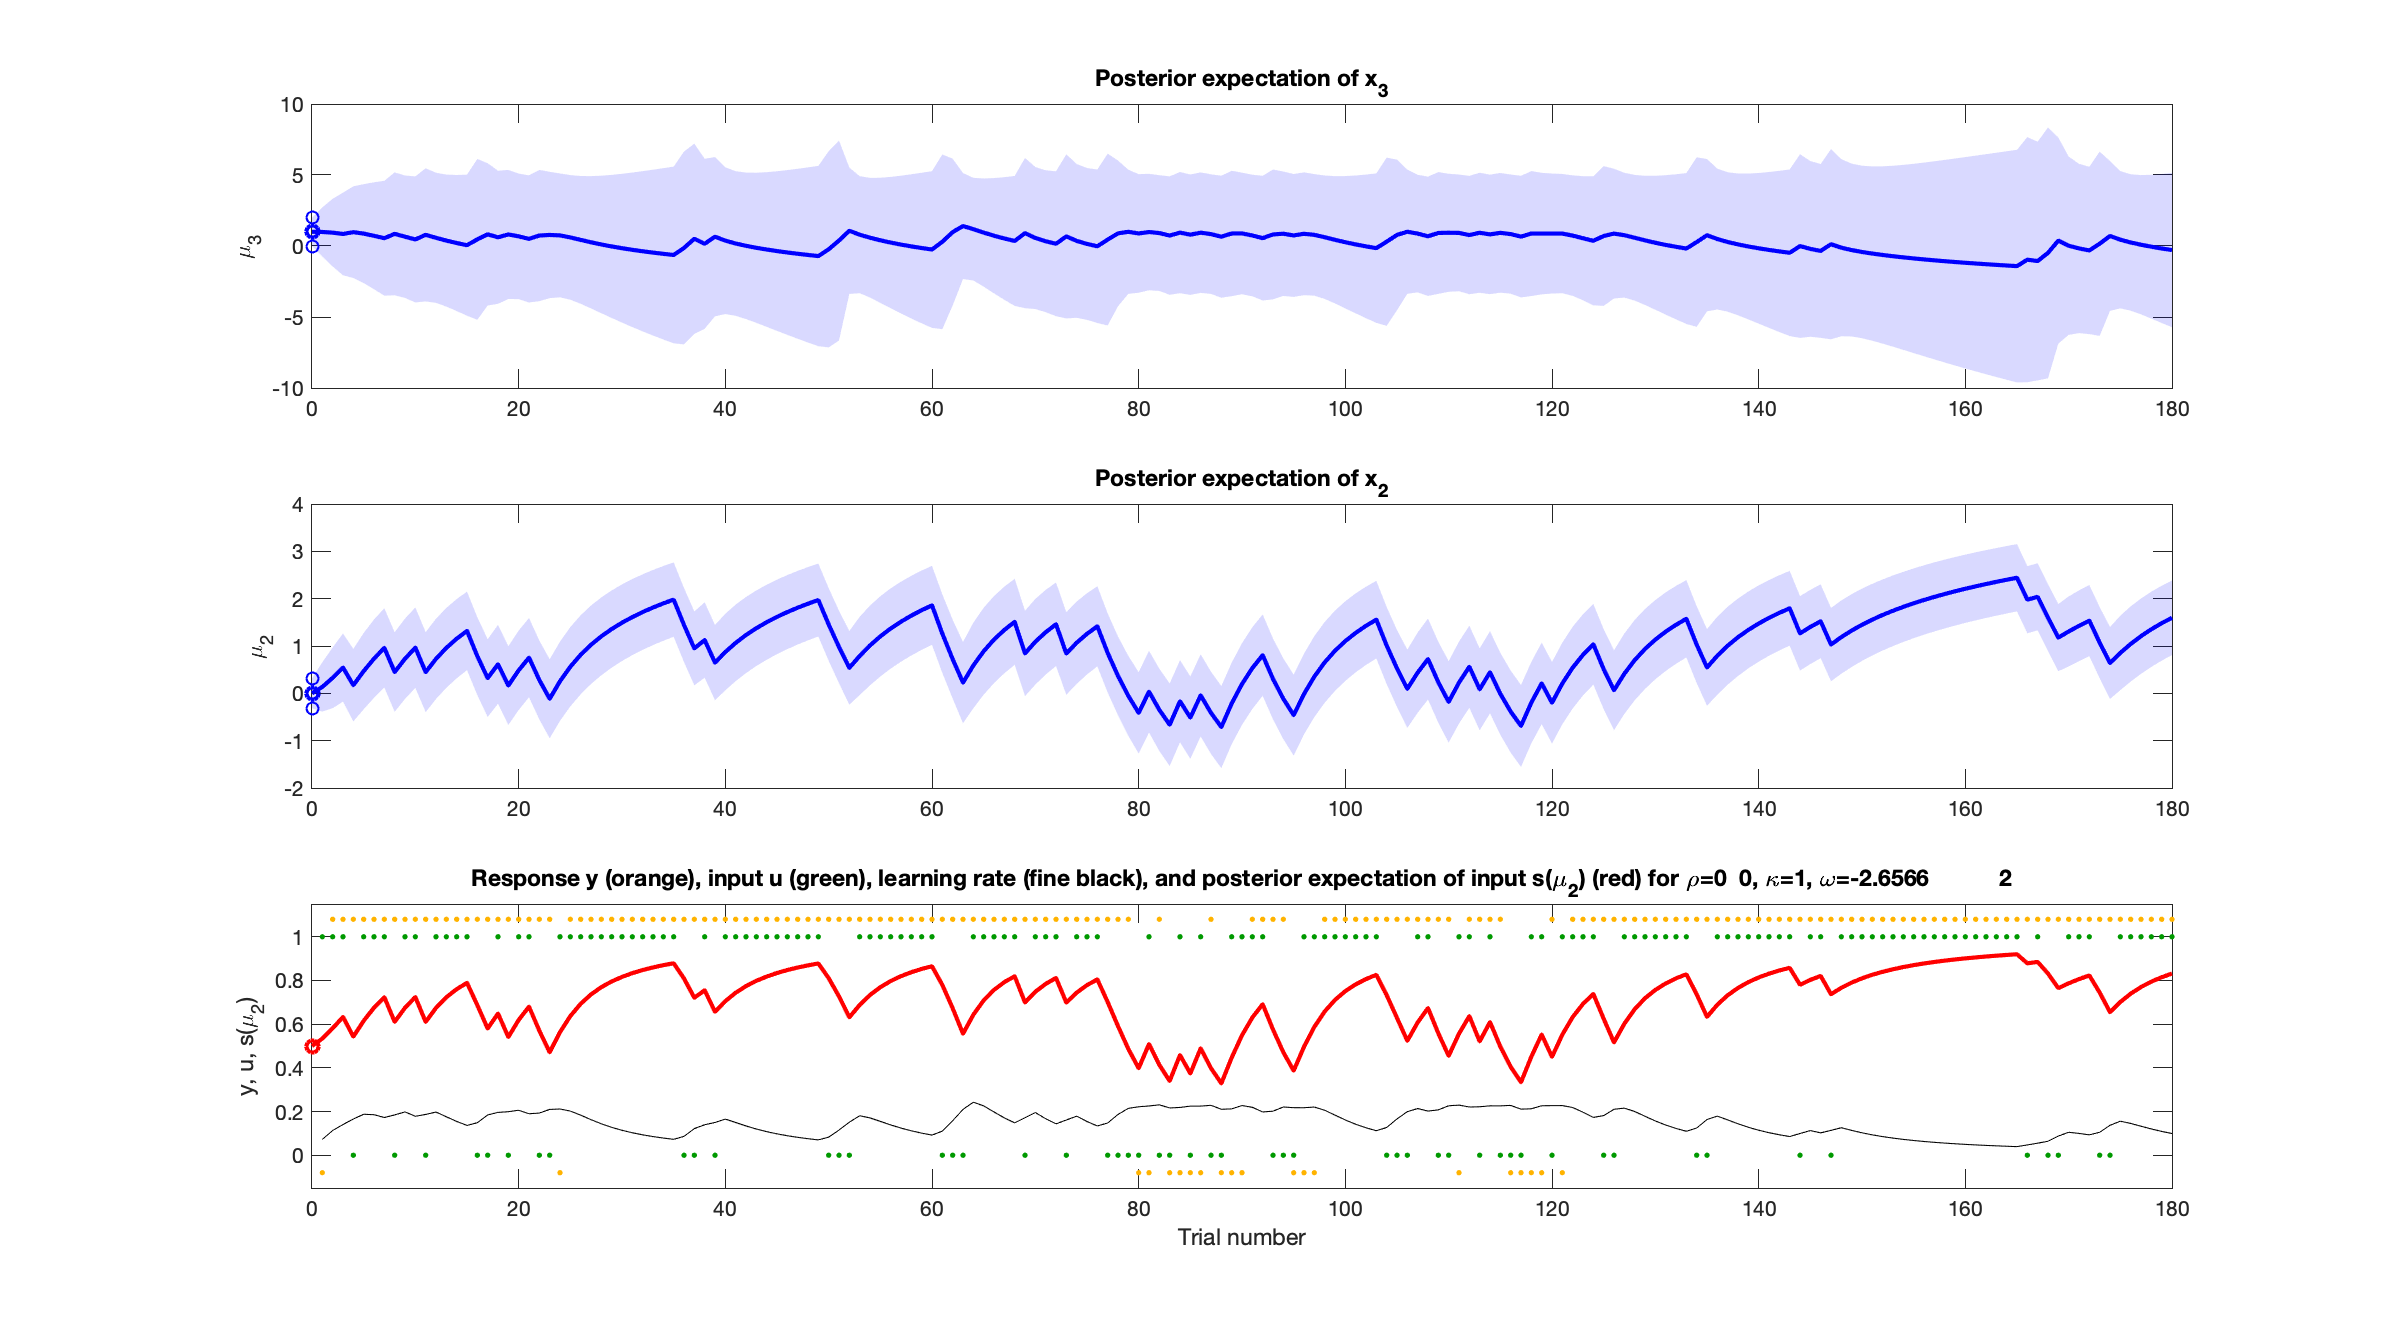 Posterior expectation of x3
10
5
0
-5
-10
μ3
0 20 40 60 80 100 120 140 160 180
Posterior expectation of x2
4
3
2
1
0
-1
-2
μ2
0 20 40 60 80 100 120 140 160 180
Response y (orange), input u (green), learning rate (fine black), and posterior expectation of input s(μ2) (red) for ρ=0 0, κ=1, ω=-2.6566 2
1
0.8
0.6
0.4
0.2
0
y, u, s(μ2)
0 20 40 60 80 100 120 140 160 180
Trial number